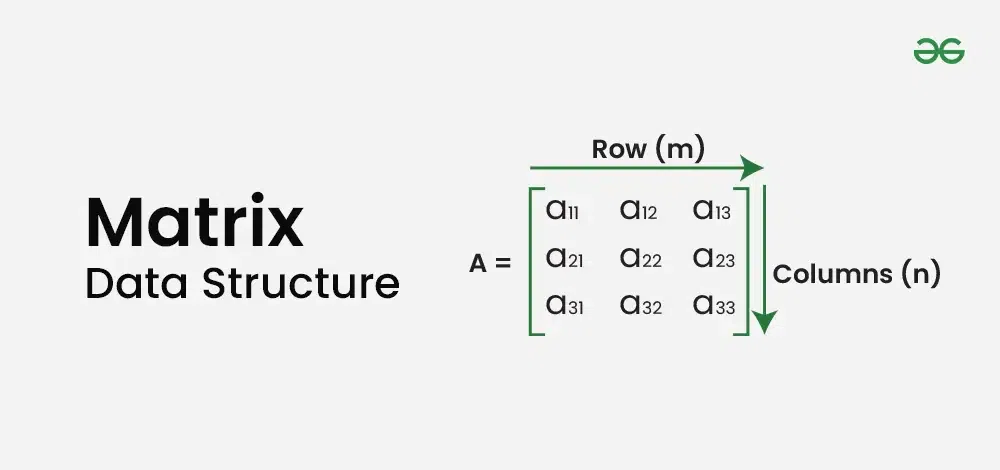 Row (m)
Matrix
Data Structure
A =
a11 a12 a13
a21 a22 a23
a31 a32 a33
Columns (n)